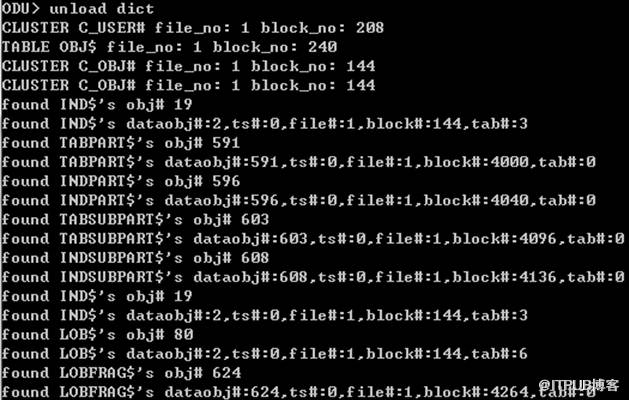 ODU> unload dict
CLUSTER C_USER# file_no: 1 block_no: 208
TABLE OBJ$ file_no: 1 block_no: 240
CLUSTER C_OBJ# file_no: 1 block_no: 144
CLUSTER C_OBJ# file_no: 1 block_no: 144
found IND$'s obj# 19
found IND$'s dataobj#:2,ts#:0,file#:1,block#:144,tab#:3
found TABPART$'s obj# 591
found TABPART$'s dataobj#:591,ts#:0,file#:1,block#:4000,tab#:0
found INDPART$'s obj# 596
found INDPART$'s dataobj#:596,ts#:0,file#:1,block#:4040,tab#:0
found TABSUBPART$'s obj# 603
found TABSUBPART$'s dataobj#:603,ts#:0,file#:1,block#:4096,tab#:0
found INDSUBPART$'s obj# 608
found INDSUBPART$'s dataobj#:608,ts#:0,file#:1,block#:4136,tab#:0
found IND$'s obj# 19
found IND$'s dataobj#:2,ts#:0,file#:1,block#:144,tab#:3
found LOB$'s obj# 80
found LOB$'s dataobj#:2,ts#:0,file#:1,block#:144,tab#:6
found LOBFRAG$'s obj# 624
found LOBFRAG$'s dataobj#:624,ts#:0,file#:1,block#:4264,tab#:0
@ITPUB博客